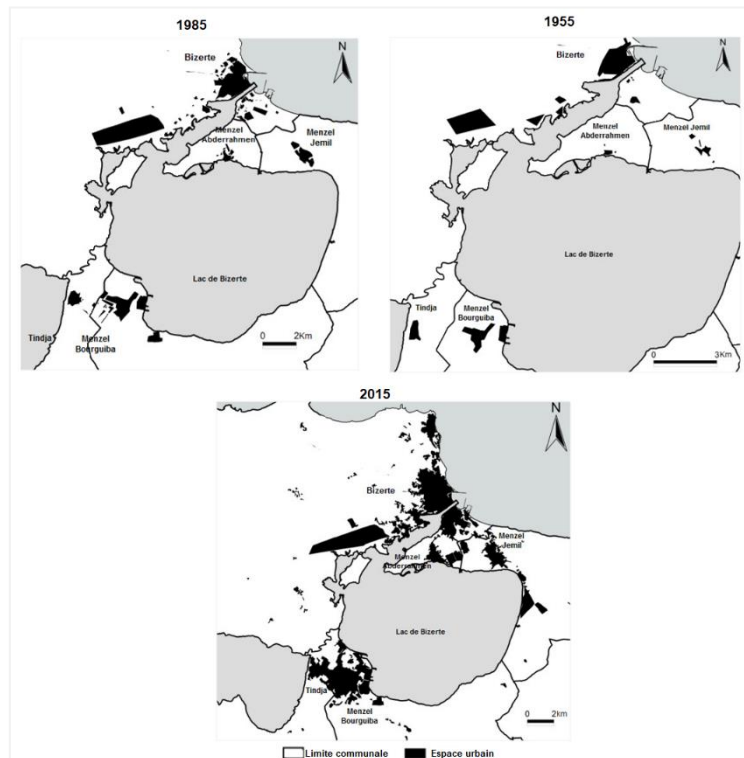 1985
N
Bizerte
Menzel
Abderrahmen
Menzel
Jemil
Lac de Bizerte
Tindja
Menzel
Bourguiba
0 2Km
1955
N
Bizerte
Menzel
Abderrahmen
Menzel Jemil
Lac de Bizerte
Tindja
Menzel
Bourguiba
0 3Km
2015
N
Bizerte
Menzel
Jemil
Menzel
Abderrahmen
Lac de Bizerte
Tindja
Menzel
Bourguiba
0 2km
Limite communale Espace urbain